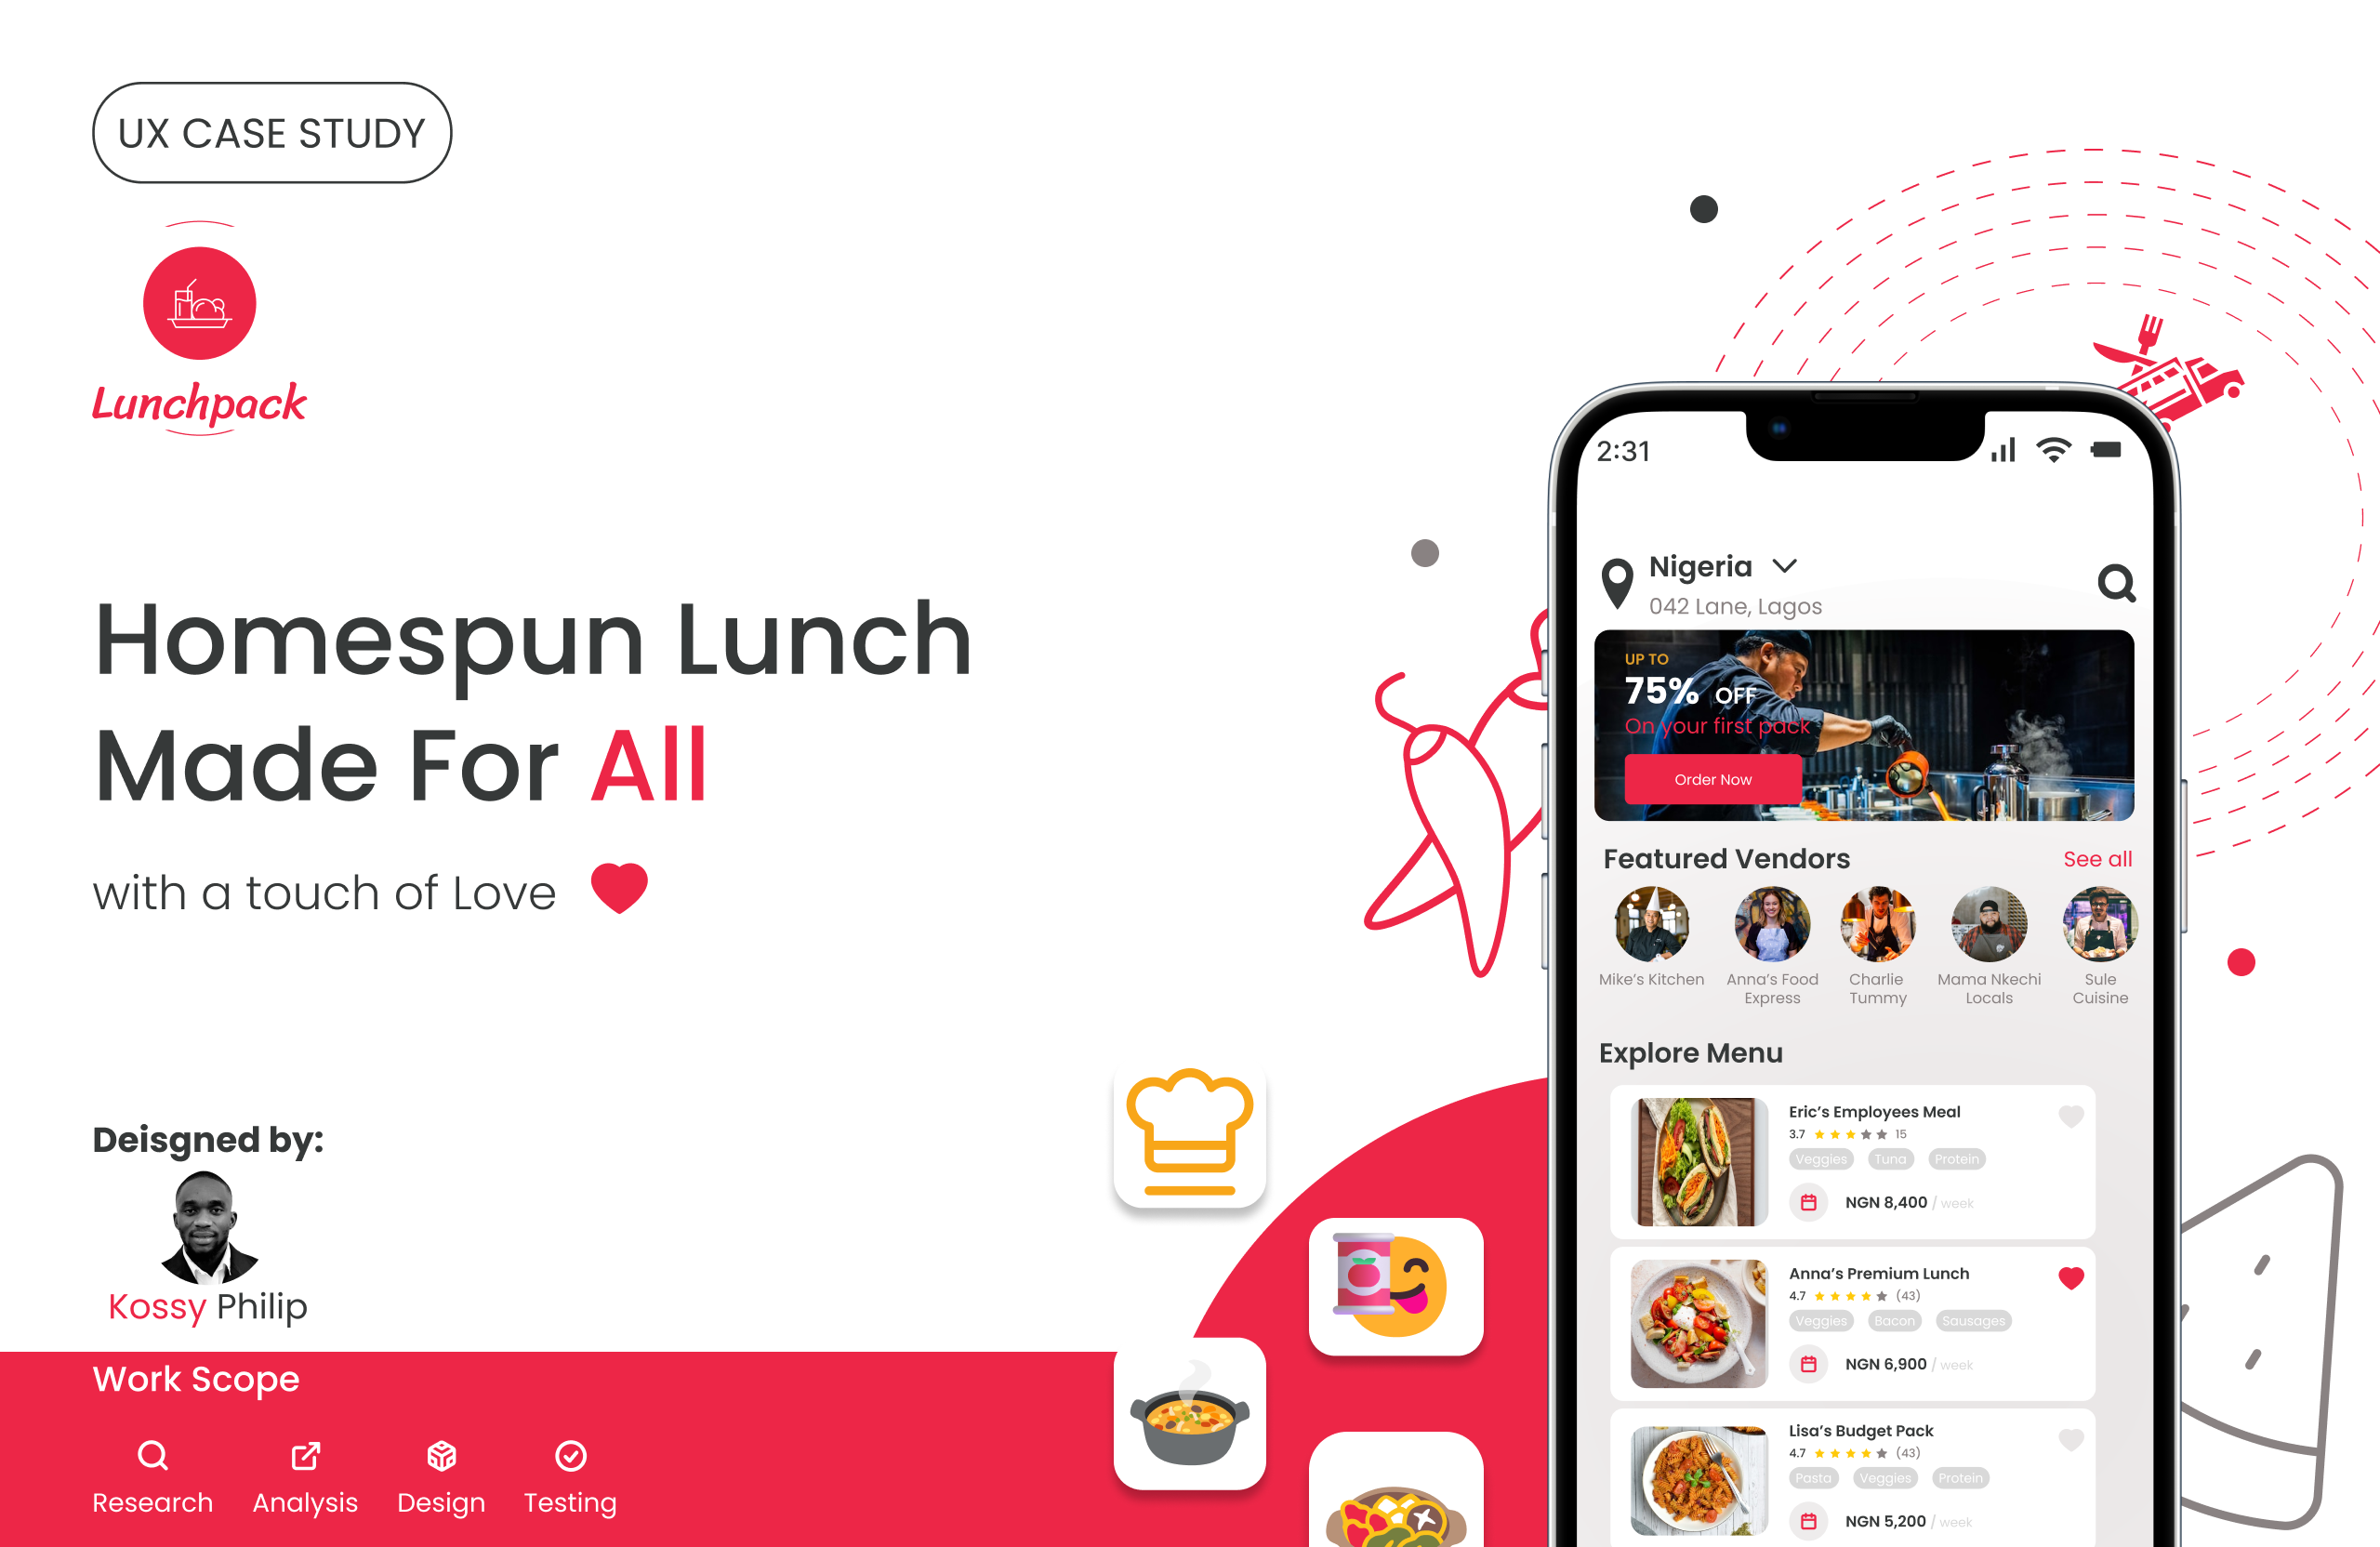 UX CASE STUDY
Lunchpack
Homespun Lunch
Made For All
with a touch of Love
Deisgned by:
Kossy Philip
Work Scope
Research
Analysis
Design
Testing
2:31
Nigeria
042 Lane, Lagos
UP TO
75% OFF
On your first pack
Order Now
Featured Vendors
See all
Mike's Kitchen
Anna's Food
Express
Charlie
Tummy
Mama Nkechi
Locals
Sule
Cuisine
Explore Menu
Eric's Employees Meal
3.7 15
Veggies Tuna Protein
NGN 8,400 / week
Anna's Premium Lunch
4.7 (43)
Veggies Bacon Sausages
NGN 6,900 / week
Lisa's Budget Pack
4.7 (43)
Pasta Veggies Protein
NGN 5,200 / week